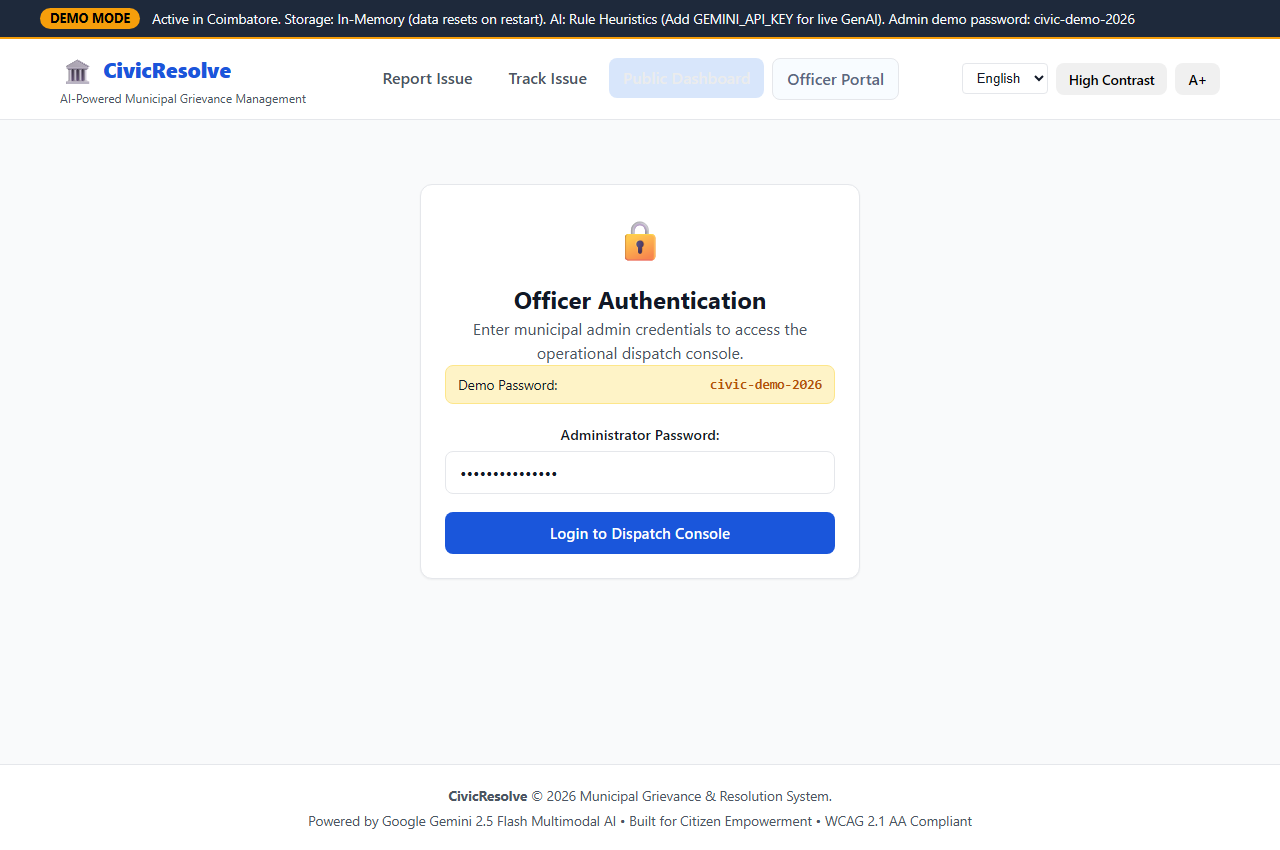 DEMO MODE Active in Coimbatore. Storage: In-Memory (data resets on restart). AI: Rule Heuristics (Add GEMINI_API_KEY for live GenAI). Admin demo password: civic-demo-2026
CivicResolve
AI-Powered Municipal Grievance Management
Report Issue Track Issue Public Dashboard Officer Portal
English High Contrast A+
Officer Authentication
Enter municipal admin credentials to access the
operational dispatch console.
Demo Password: civic-demo-2026
Administrator Password:
•••••••••••••••
Login to Dispatch Console
CivicResolve © 2026 Municipal Grievance & Resolution System.
Powered by Google Gemini 2.5 Flash Multimodal AI • Built for Citizen Empowerment • WCAG 2.1 AA Compliant